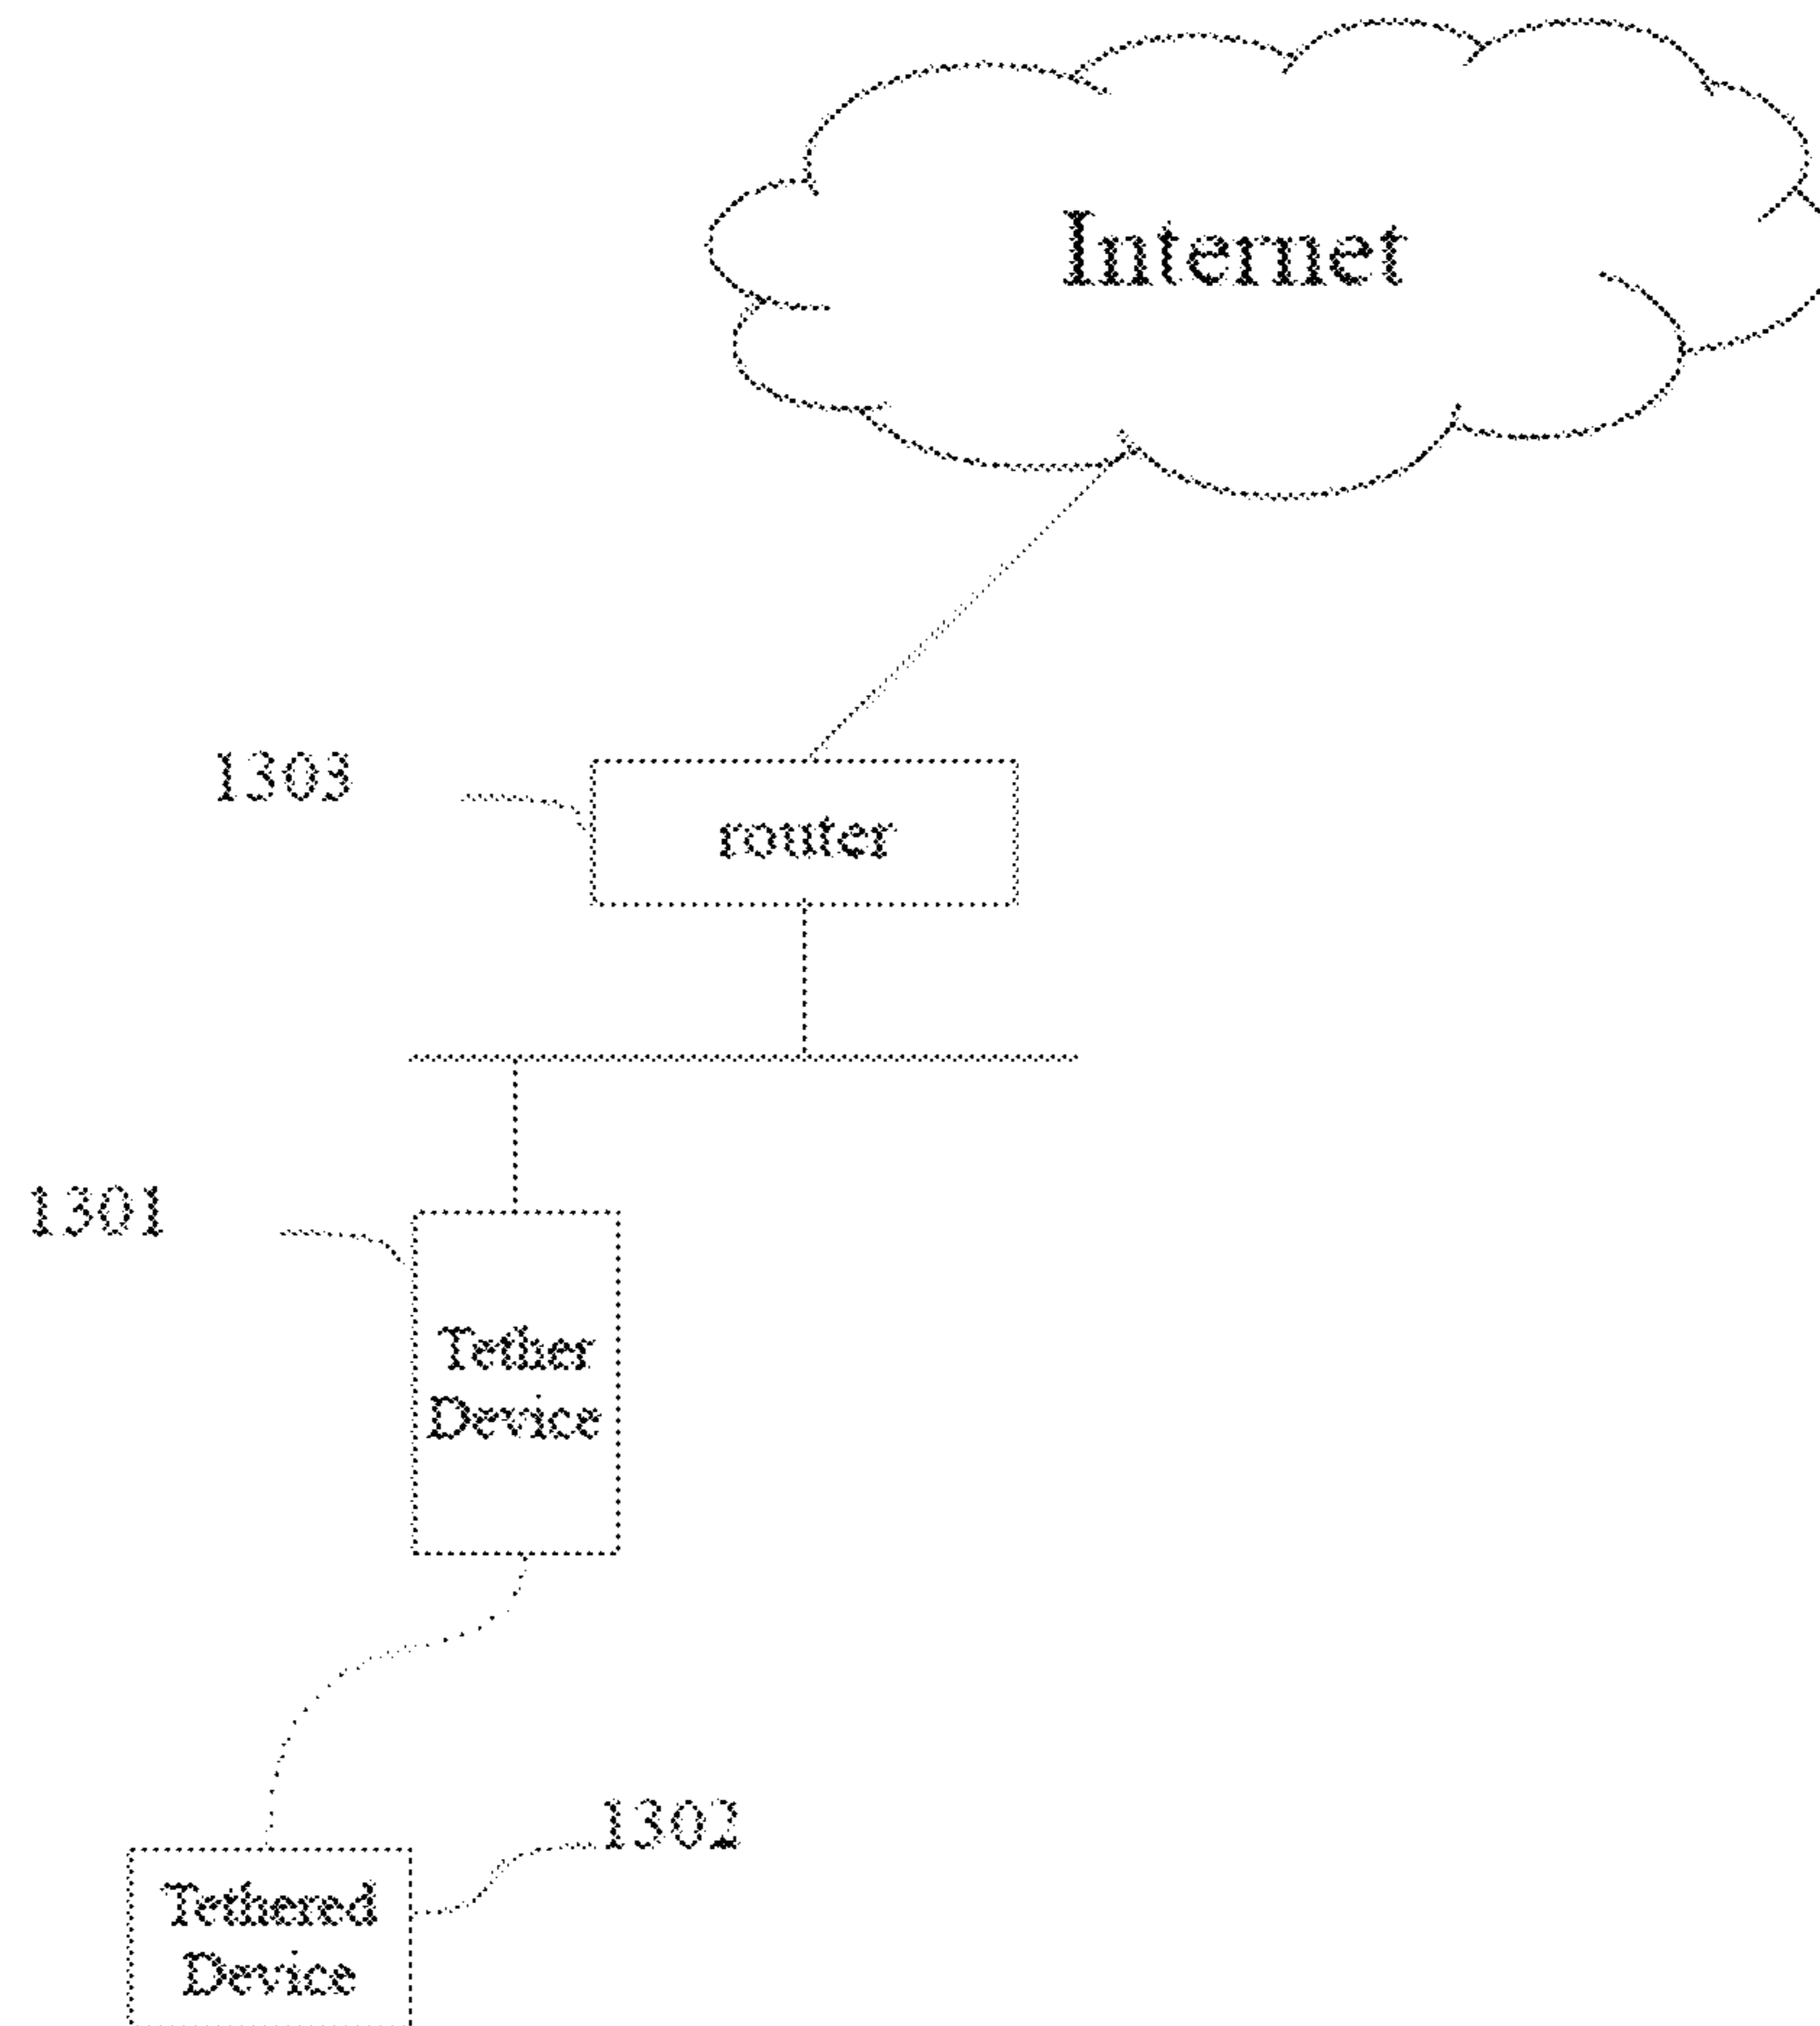 Internet
1303
router
1301
Tether
Device
1302
Tethered
Device